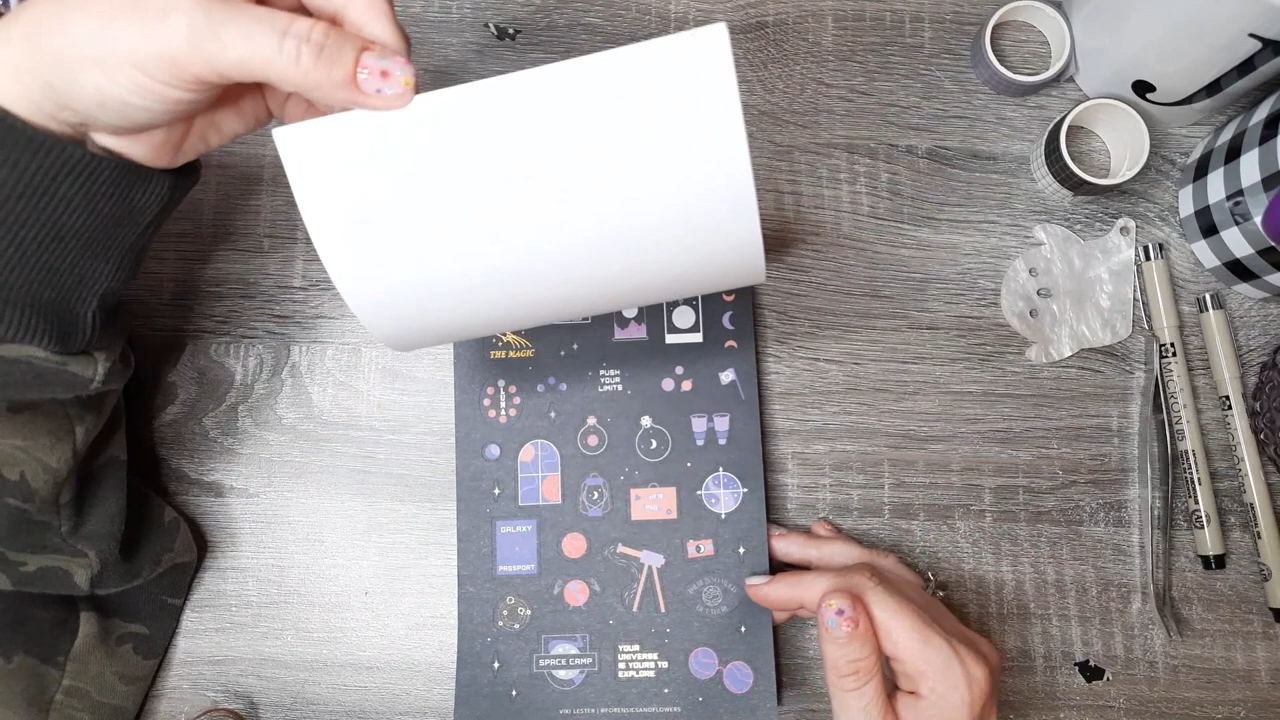 THE MAGIC
PUSH
YOUR
LIMITS
LUNA
GALAXY
PASSPORT
SPACE CAMP
YOUR
UNIVERSE
IS YOURS TO
EXPLORE
VIKI LESTER | @FORENSICSANDFLOWERS
MICRON 05
MICRON